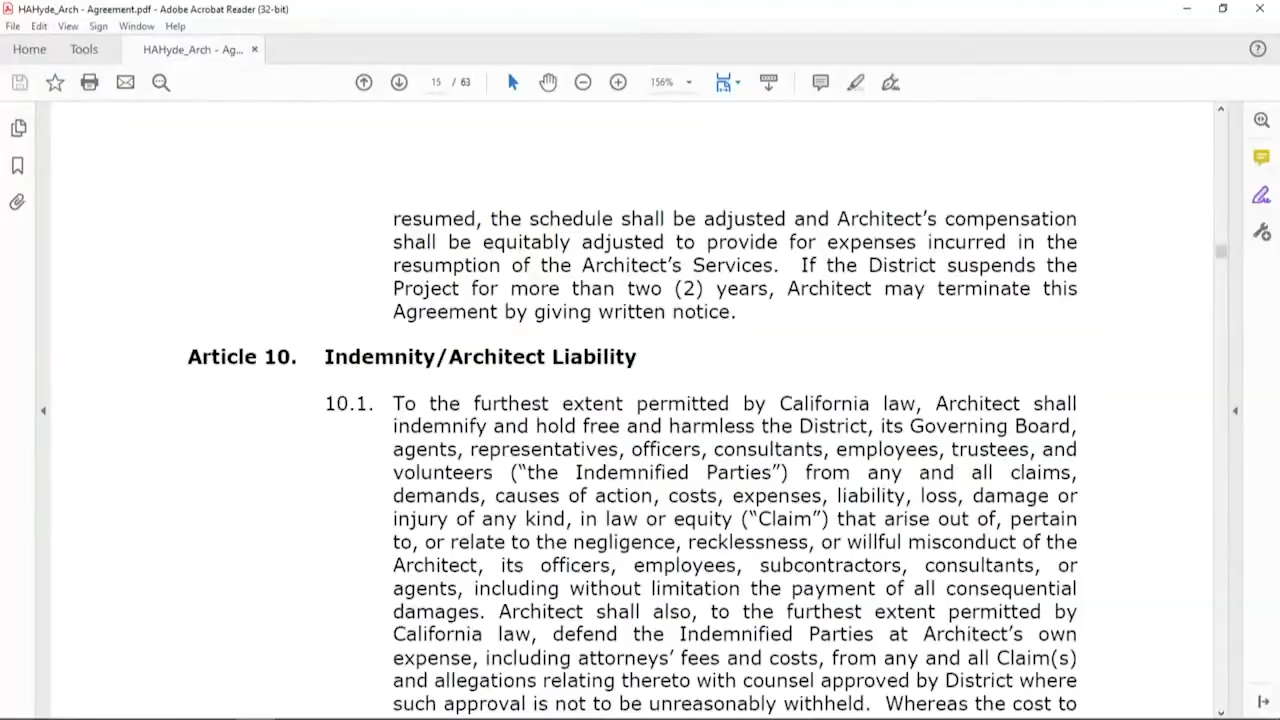 HAHyde_Arch - Agreement.pdf - Adobe Acrobat Reader (32-bit)
File Edit View Sign Window Help
Home Tools HAHyde_Arch - Ag... ×
15 / 63 156%
resumed, the schedule shall be adjusted and Architect's compensation
shall be equitably adjusted to provide for expenses incurred in the
resumption of the Architect's Services. If the District suspends the
Project for more than two (2) years, Architect may terminate this
Agreement by giving written notice.
Article 10. Indemnity/Architect Liability
10.1. To the furthest extent permitted by California law, Architect shall
indemnify and hold free and harmless the District, its Governing Board,
agents, representatives, officers, consultants, employees, trustees, and
volunteers ("the Indemnified Parties") from any and all claims,
demands, causes of action, costs, expenses, liability, loss, damage or
injury of any kind, in law or equity ("Claim") that arise out of, pertain
to, or relate to the negligence, recklessness, or willful misconduct of the
Architect, its officers, employees, subcontractors, consultants, or
agents, including without limitation the payment of all consequential
damages. Architect shall also, to the furthest extent permitted by
California law, defend the Indemnified Parties at Architect's own
expense, including attorneys' fees and costs, from any and all Claim(s)
and allegations relating thereto with counsel approved by District where
such approval is not to be unreasonably withheld. Whereas the cost to